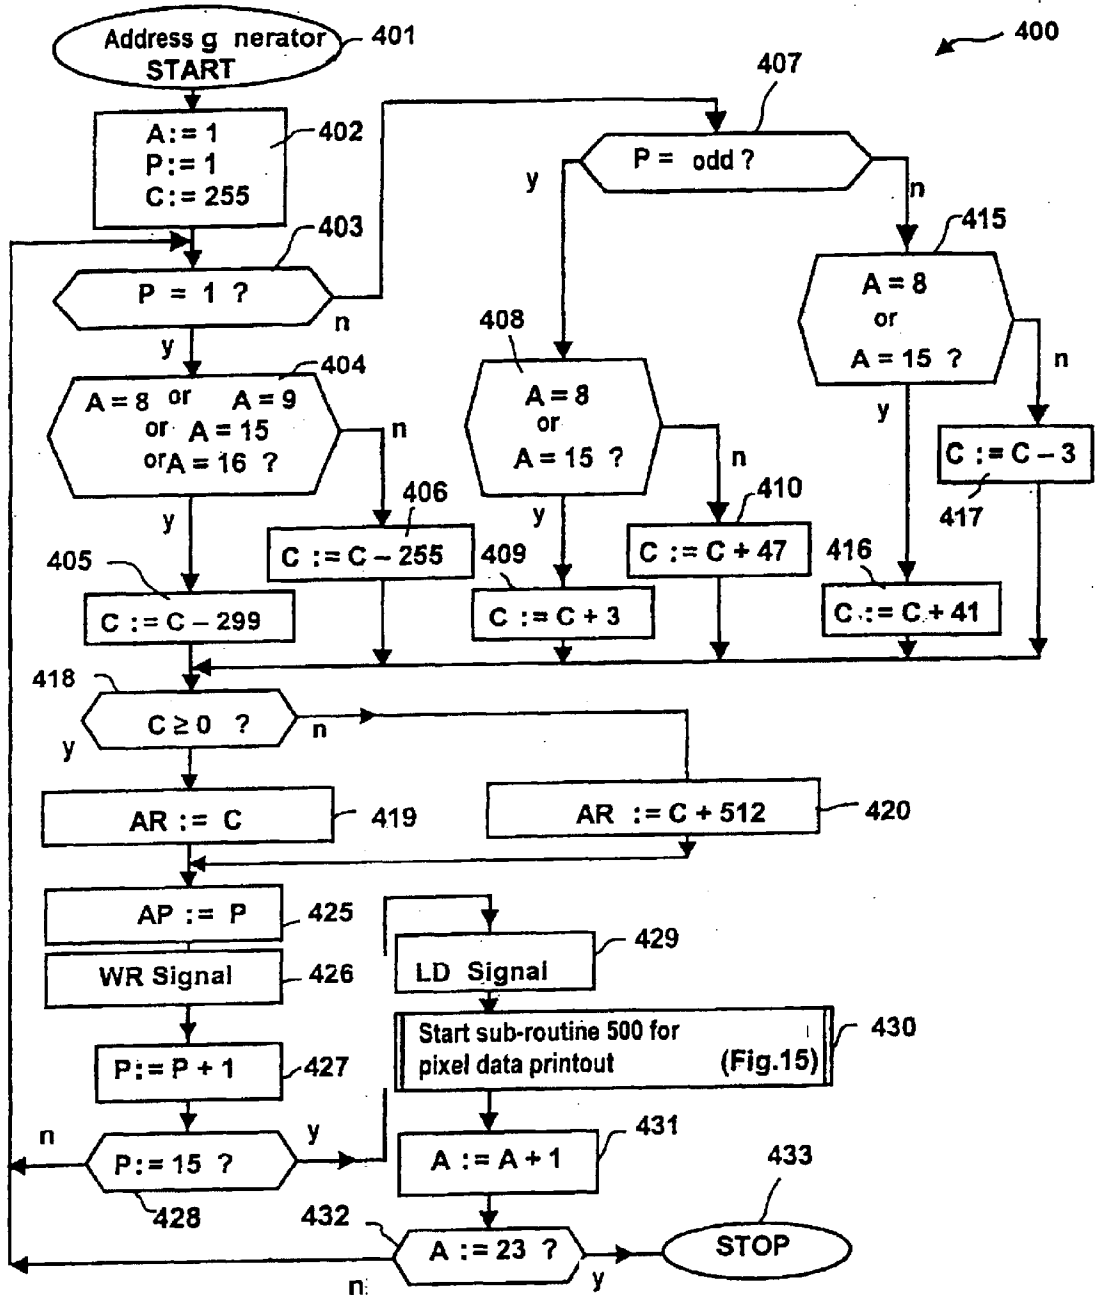 Address g nerator
START
401
400
A:= 1
P:= 1
C:= 255
402
403
P = 1 ?
n
y
404
A = 8 or A = 9
or A = 15
or A = 16 ?
n
y
405
C := C – 299
406
C := C – 255
407
P = odd ?
y
n
408
A = 8
or
A = 15 ?
n
y
409
C := C + 3
410
C := C + 47
415
A = 8
or
A = 15 ?
n
y
416
C := C + 41
C := C – 3
417
418
C ≥ 0 ?
n
y
AR := C
419
AR := C + 512
420
AP := P
425
WR Signal
426
P:= P + 1
427
n
P:= 15 ?
y
428
LD Signal
429
Start sub-routine 500 for
pixel data printout (Fig.15)
430
A := A + 1
431
432
A := 23 ?
n
y
433
STOP